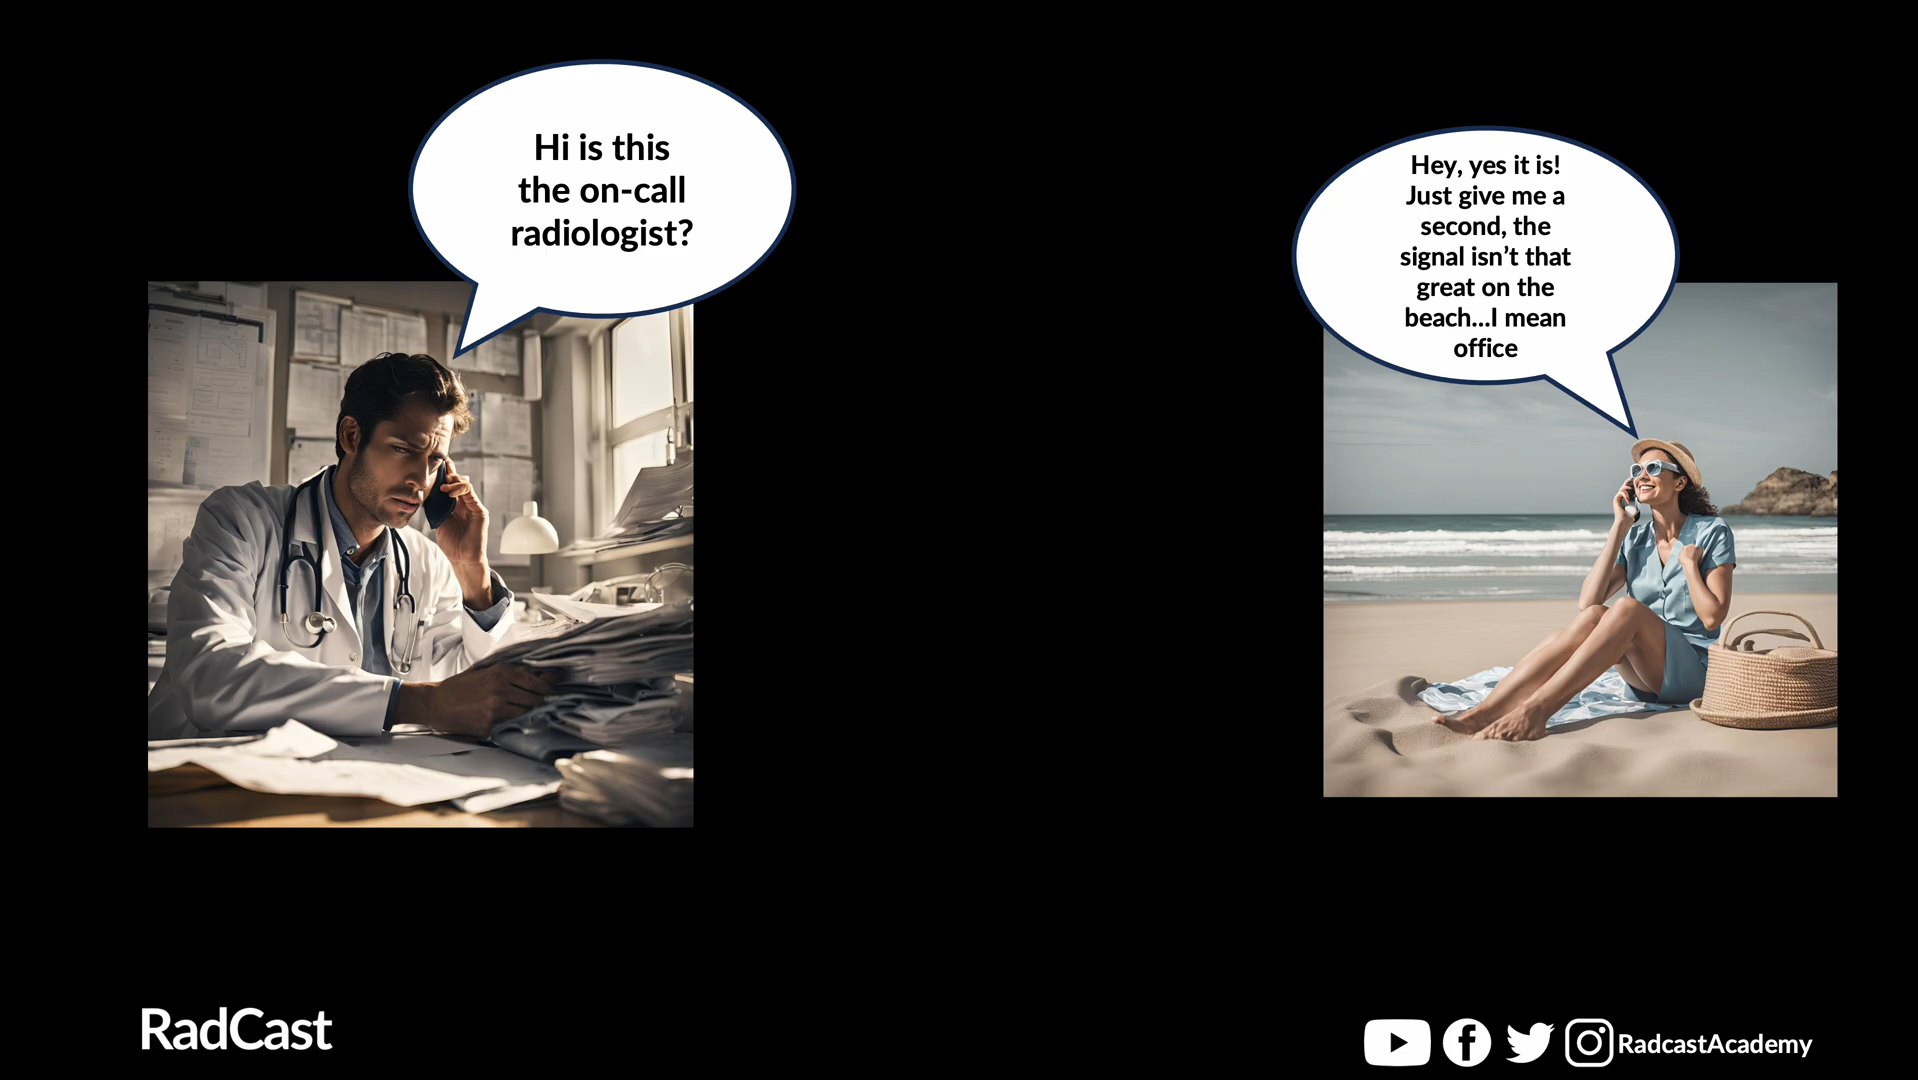 Hi is this
the on-call
radiologist?
Hey, yes it is!
Just give me a
second, the
signal isn’t that
great on the
beach...I mean
office
RadCast
RadcastAcademy